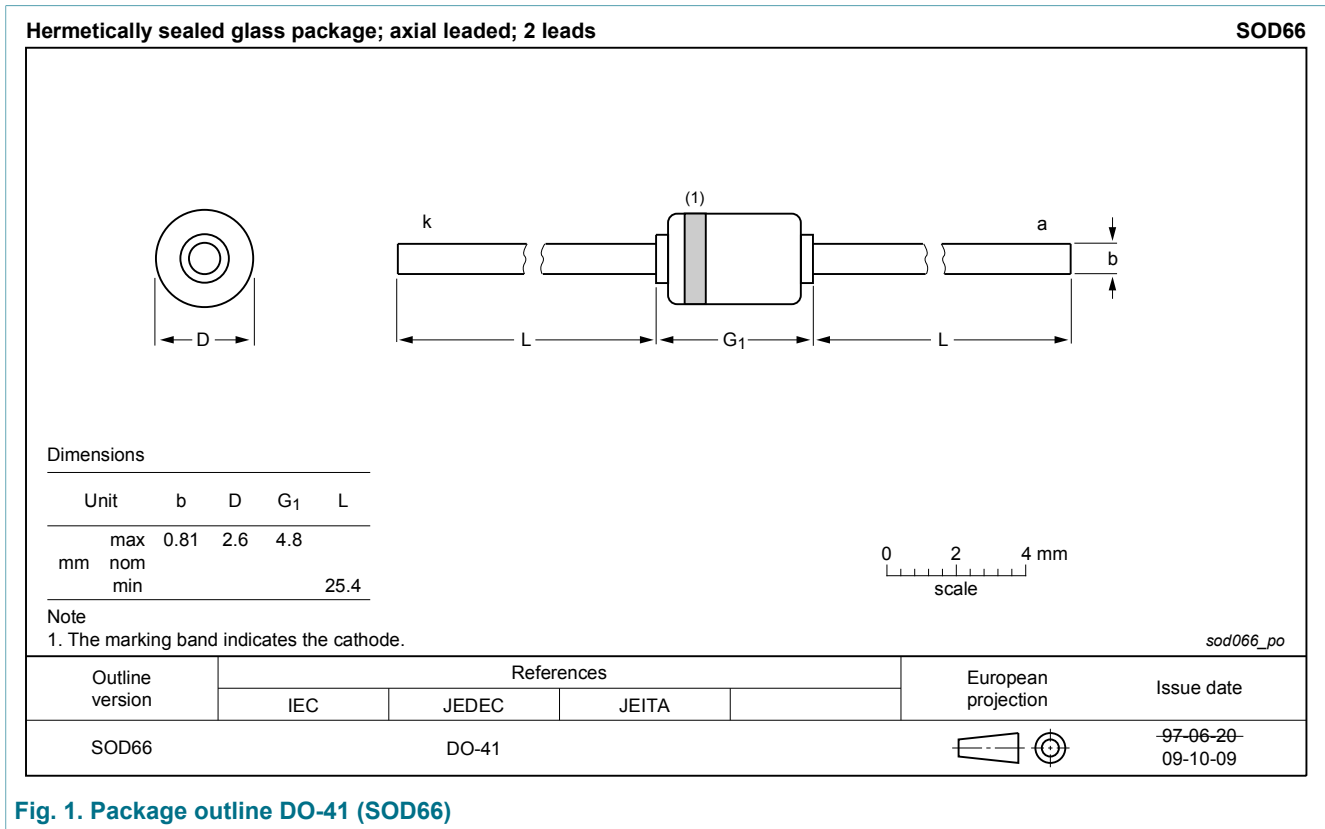 Hermetically sealed glass package; axial leaded; 2 leads SOD66
(1)
k a
b
D L G1 L
Dimensions
Unit b D G1 L
max 0.81 2.6 4.8
mm nom
min 25.4
0 2 4 mm
scale
Note
1. The marking band indicates the cathode.
sod066_po
Outline version References European projection Issue date
IEC JEDEC JEITA
SOD66 DO-41 97-06-20
09-10-09
Fig. 1. Package outline DO-41 (SOD66)